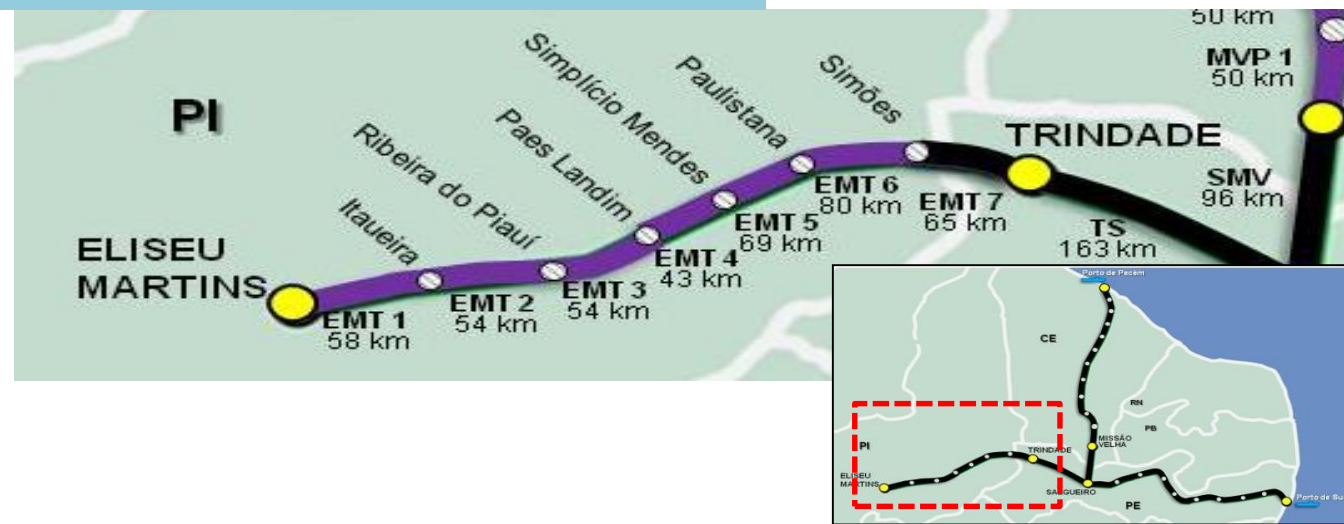 50 km
MVP 1
50 km
PI
Itaueira
Ribeira do Piauí
Paes Landim
Simplício Mendes
Paulistana
Simões
TRINDADE
SMV
96 km
ELISEU
MARTINS
EMT 1
58 km
EMT 2
54 km
EMT 3
54 km
EMT 4
43 km
EMT 5
69 km
EMT 6
80 km
EMT 7
65 km
TS
163 km
Porto de Pecém
CE
RN
PB
PI
MISSÃO
VELHA
TRINDADE
ELISEU
MARTINS
SALGUEIRO
PE
Porto de Su